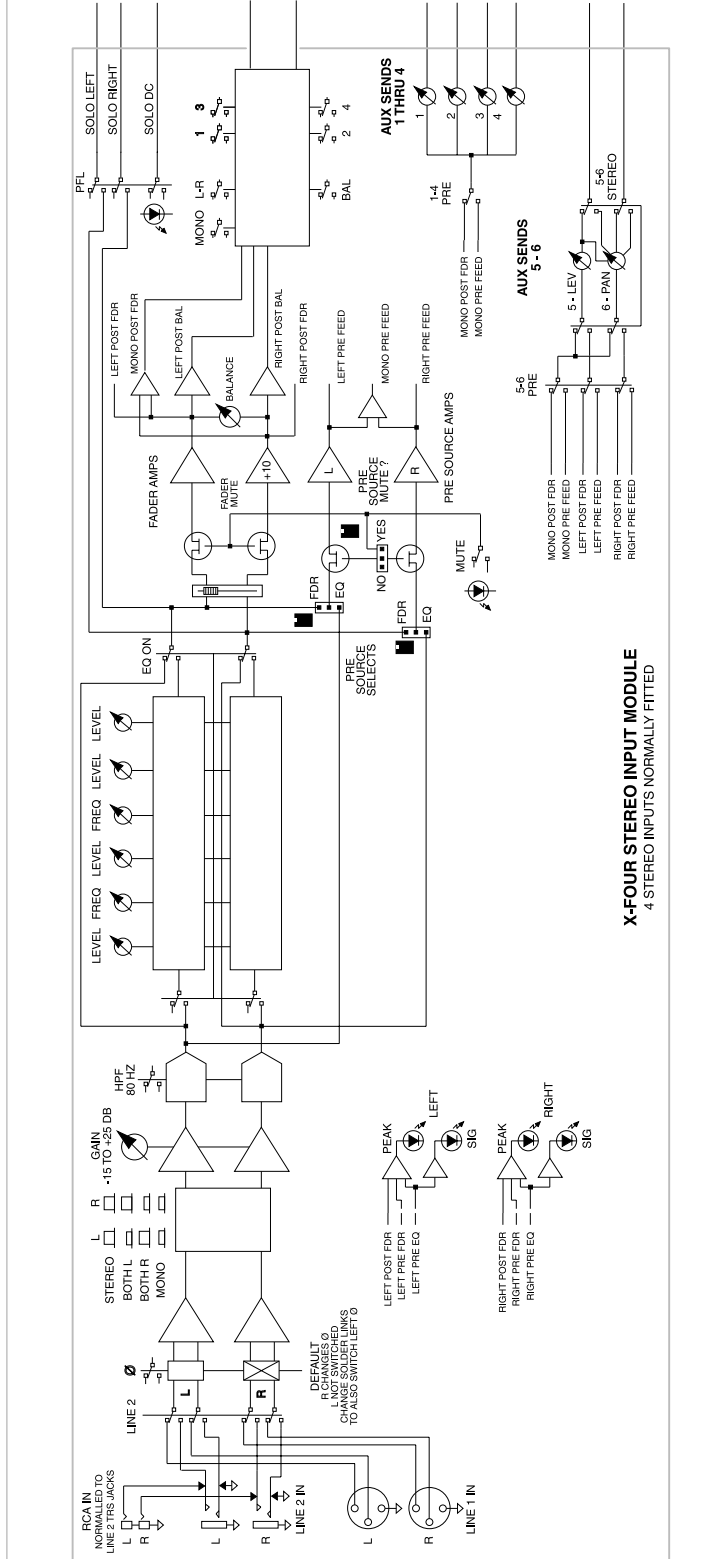 SOLO LEFT
SOLO RIGHT
SOLO DC
PFL
MONO
L-R
1
3
BAL
2
4
AUX SENDS
1 THRU 4
1
2
3
4
1-4
PRE
MONO POST FDR
MONO PRE FEED
AUX SENDS
5 - 6
5-6
STEREO
5 - LEV
6 - PAN
5-6
PRE
MONO POST FDR
MONO PRE FEED
LEFT POST FDR
LEFT PRE FEED
RIGHT POST FDR
RIGHT PRE FEED
LEFT POST FDR
MONO POST FDR
LEFT POST BAL
BALANCE
RIGHT POST BAL
RIGHT POST FDR
LEFT PRE FEED
MONO PRE FEED
RIGHT PRE FEED
FADER AMPS
FADER
MUTE
+10
L
R
PRE
SOURCE
MUTE ?
PRE SOURCE AMPS
NO
YES
MUTE
FDR
EQ
FDR
EQ
PRE
SOURCE
SELECTS
EQ ON
LEVEL
FREQ
LEVEL
FREQ
LEVEL
LEVEL
HPF
80 HZ
GAIN
-15 TO +25 DB
L
R
STEREO
BOTH L
BOTH R
MONO
Ø
L
R
DEFAULT
R CHANGES Ø
L NOT SWITCHED
CHANGE SOLDER LINKS
TO ALSO SWITCH LEFT Ø
LINE 2
RCA IN
NORMALLED TO
LINE 2 TRS JACKS
L
R
L
R
LINE 2 IN
L
R
LINE 1 IN
LEFT POST FDR
LEFT PRE FDR
LEFT PRE EQ
PEAK
LEFT
SIG
RIGHT POST FDR
RIGHT PRE FDR
RIGHT PRE EQ
PEAK
RIGHT
SIG
X-FOUR STEREO INPUT MODULE
4 STEREO INPUTS NORMALLY FITTED